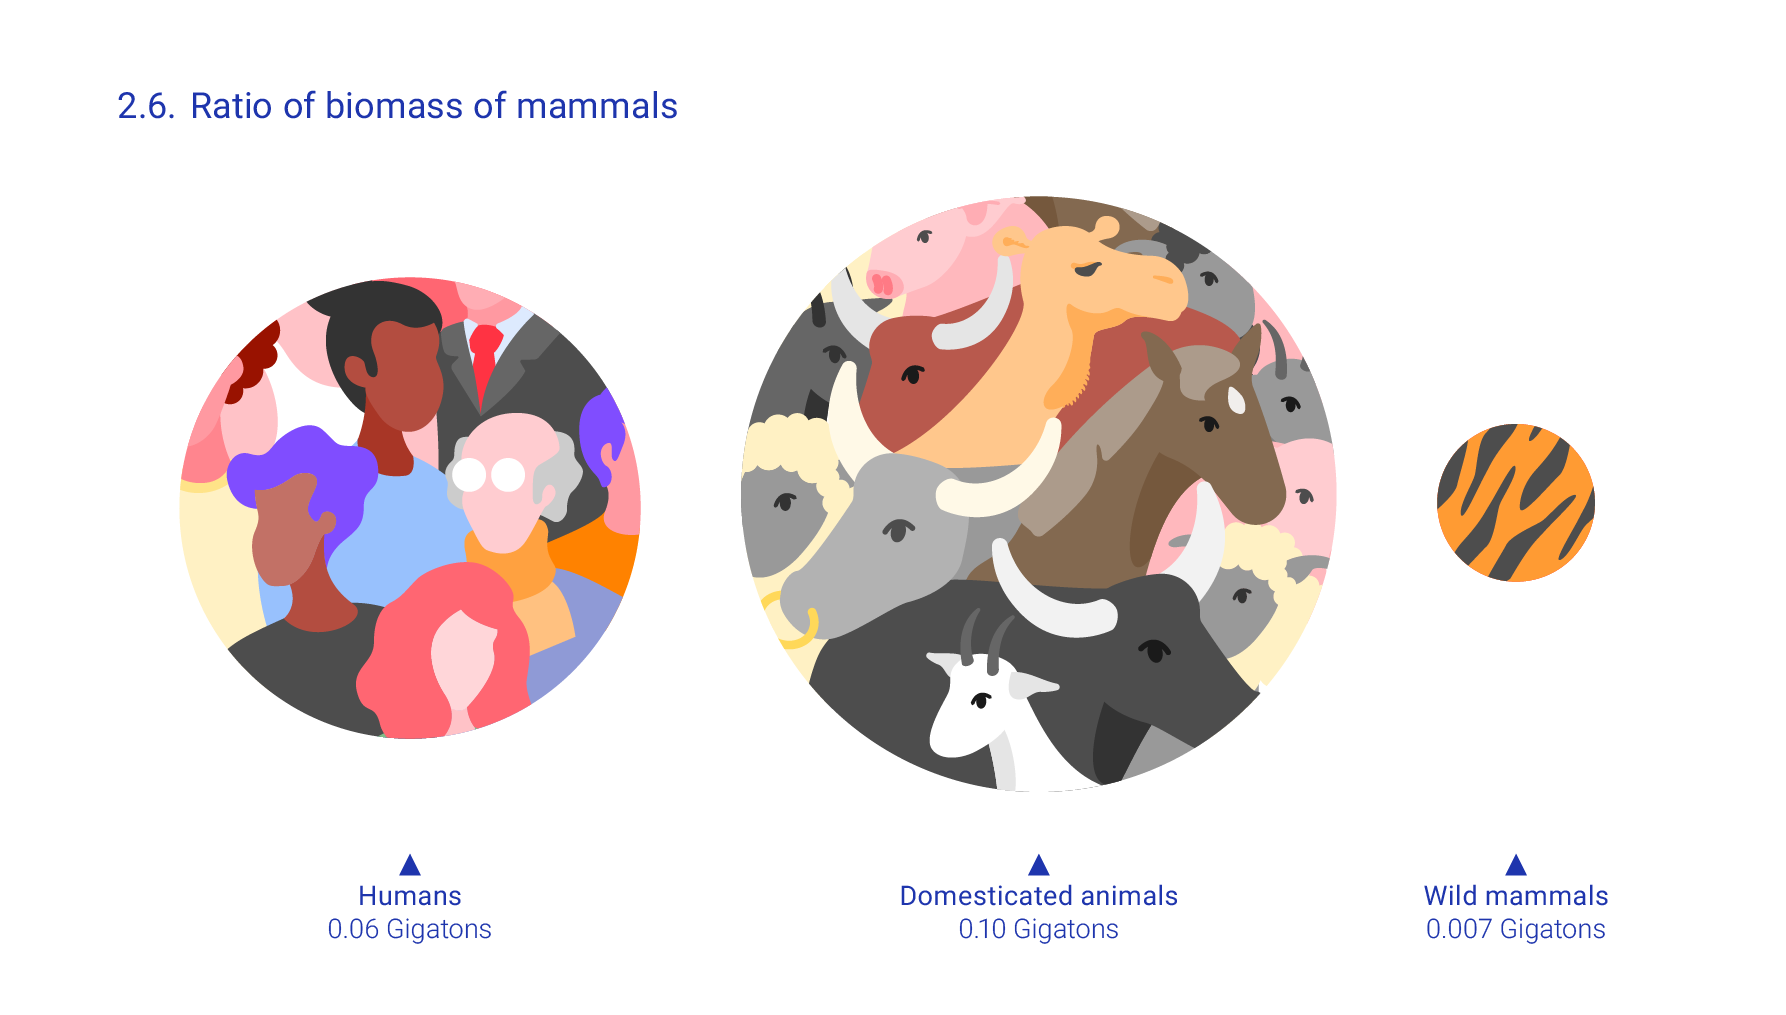 2.6. Ratio of biomass of mammals
Humans
0.06 Gigatons
Domesticated animals
0.10 Gigatons
Wild mammals
0.007 Gigatons